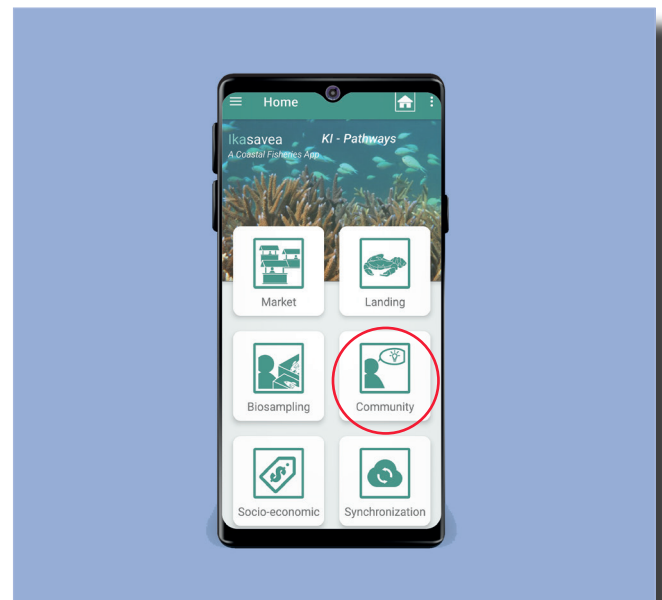 Home
Ikasavea KI - Pathways
A Coastal Fisheries App
Market Landing
Biosampling Community
Socio-economic Synchronization